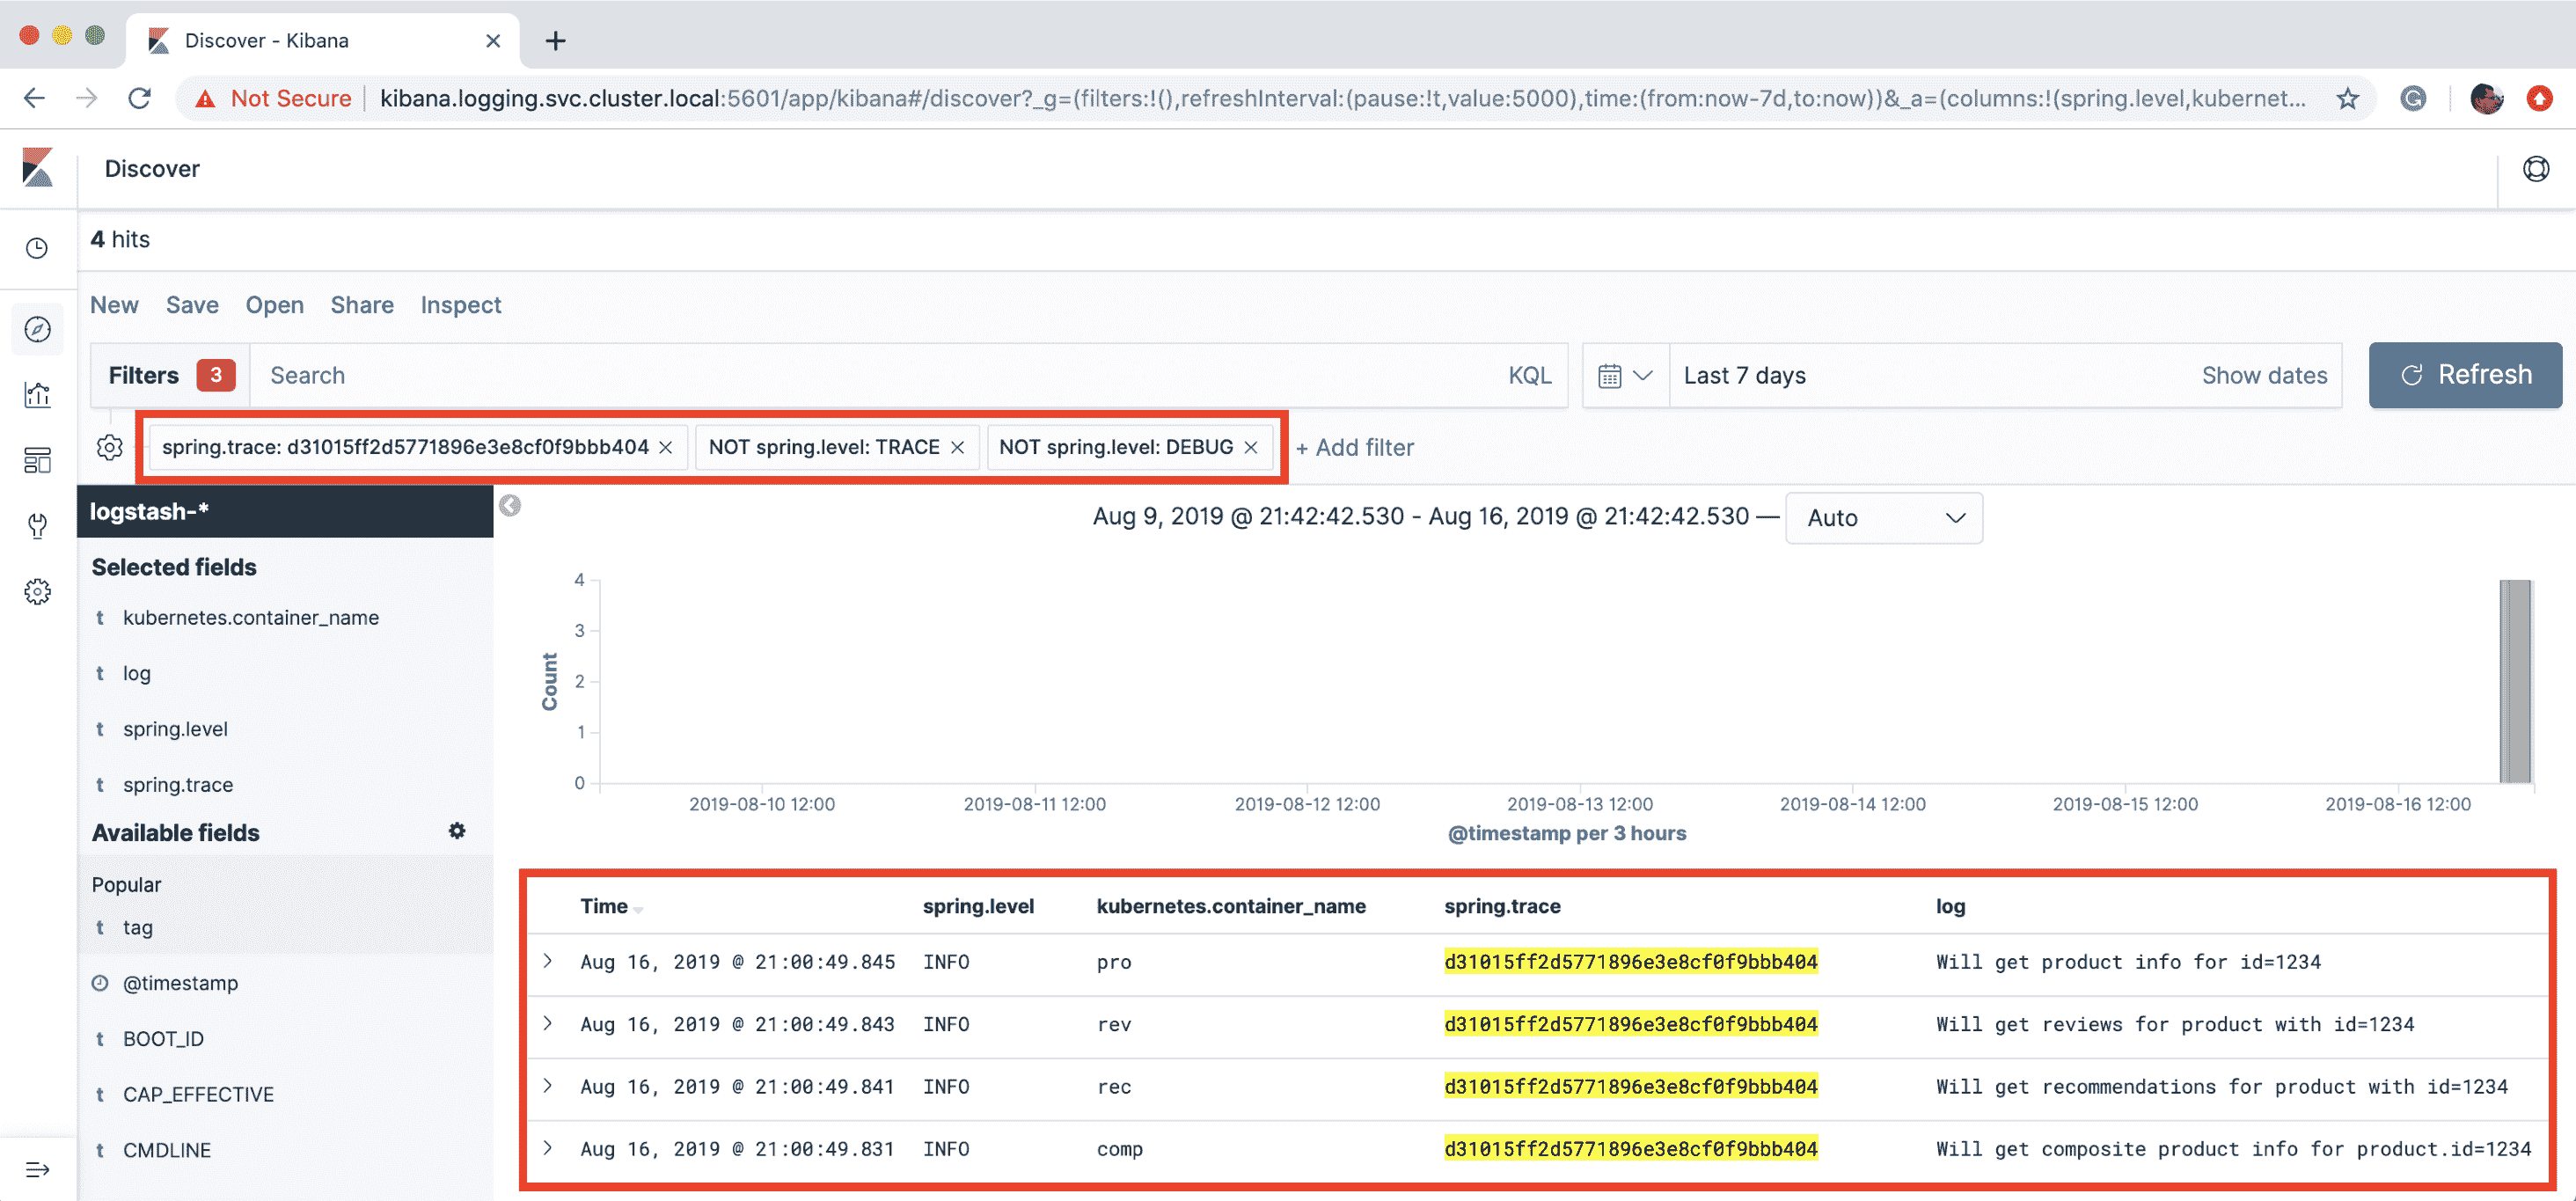 Discover - Kibana
Not Secure kibana.logging.svc.cluster.local:5601/app/kibana#/discover?_g=(filters:!(),refreshInterval:(pause:!t,value:5000),time:(from:now-7d,to:now))&_a=(columns:!(spring.level,kubernet...
Discover
4 hits
New Save Open Share Inspect
Filters 3 Search KQL Last 7 days Show dates Refresh
spring.trace: d31015ff2d5771896e3e8cf0f9bbb404 NOT spring.level: TRACE NOT spring.level: DEBUG + Add filter
logstash-*
Selected fields
t kubernetes.container_name
t log
t spring.level
t spring.trace
Available fields
Popular
t tag
@timestamp
t BOOT_ID
t CAP_EFFECTIVE
t CMDLINE
Aug 9, 2019 @ 21:42:42.530 - Aug 16, 2019 @ 21:42:42.530 — Auto
Count
4
3
2
1
0
2019-08-10 12:00 2019-08-11 12:00 2019-08-12 12:00 2019-08-13 12:00 2019-08-14 12:00 2019-08-15 12:00 2019-08-16 12:00
@timestamp per 3 hours
Time spring.level kubernetes.container_name spring.trace log
Aug 16, 2019 @ 21:00:49.845 INFO pro d31015ff2d5771896e3e8cf0f9bbb404 Will get product info for id=1234
Aug 16, 2019 @ 21:00:49.843 INFO rev d31015ff2d5771896e3e8cf0f9bbb404 Will get reviews for product with id=1234
Aug 16, 2019 @ 21:00:49.841 INFO rec d31015ff2d5771896e3e8cf0f9bbb404 Will get recommendations for product with id=1234
Aug 16, 2019 @ 21:00:49.831 INFO comp d31015ff2d5771896e3e8cf0f9bbb404 Will get composite product info for product.id=1234